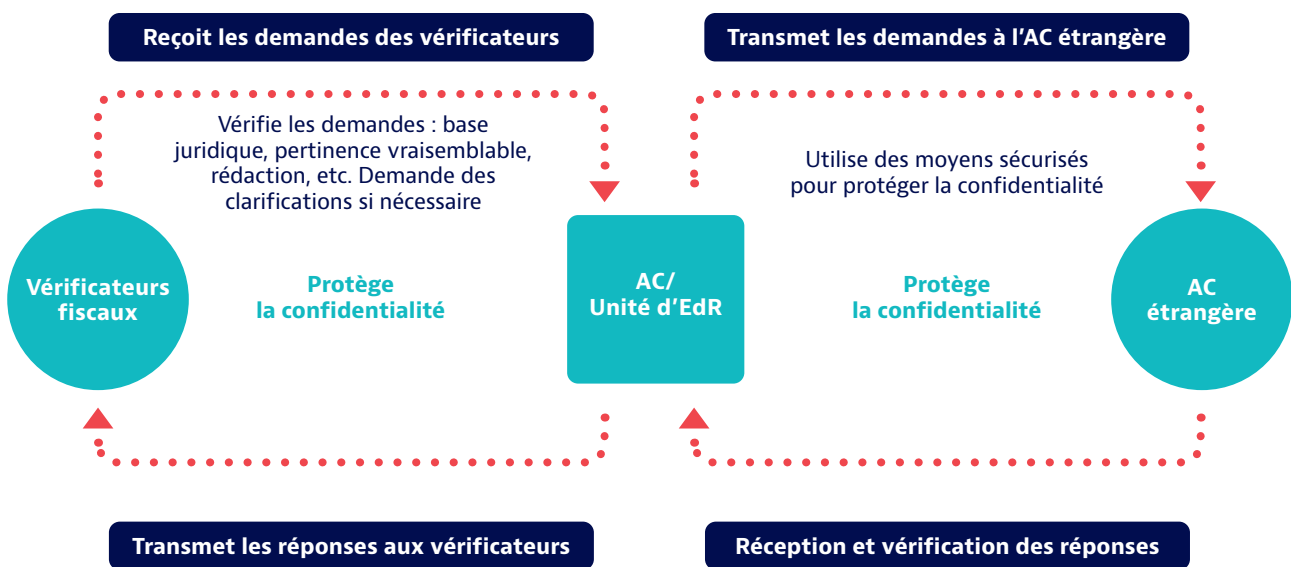 Reçoit les demandes des vérificateurs
Transmet les demandes à l’AC étrangère
Vérifie les demandes : base
juridique, pertinence vraisemblable,
rédaction, etc. Demande des
clarifications si nécessaire
Utilise des moyens sécurisés
pour protéger la confidentialité
Vérificateurs
fiscaux
Protège
la confidentialité
AC/
Unité d’EdR
Protège
la confidentialité
AC
étrangère
Transmet les réponses aux vérificateurs
Réception et vérification des réponses